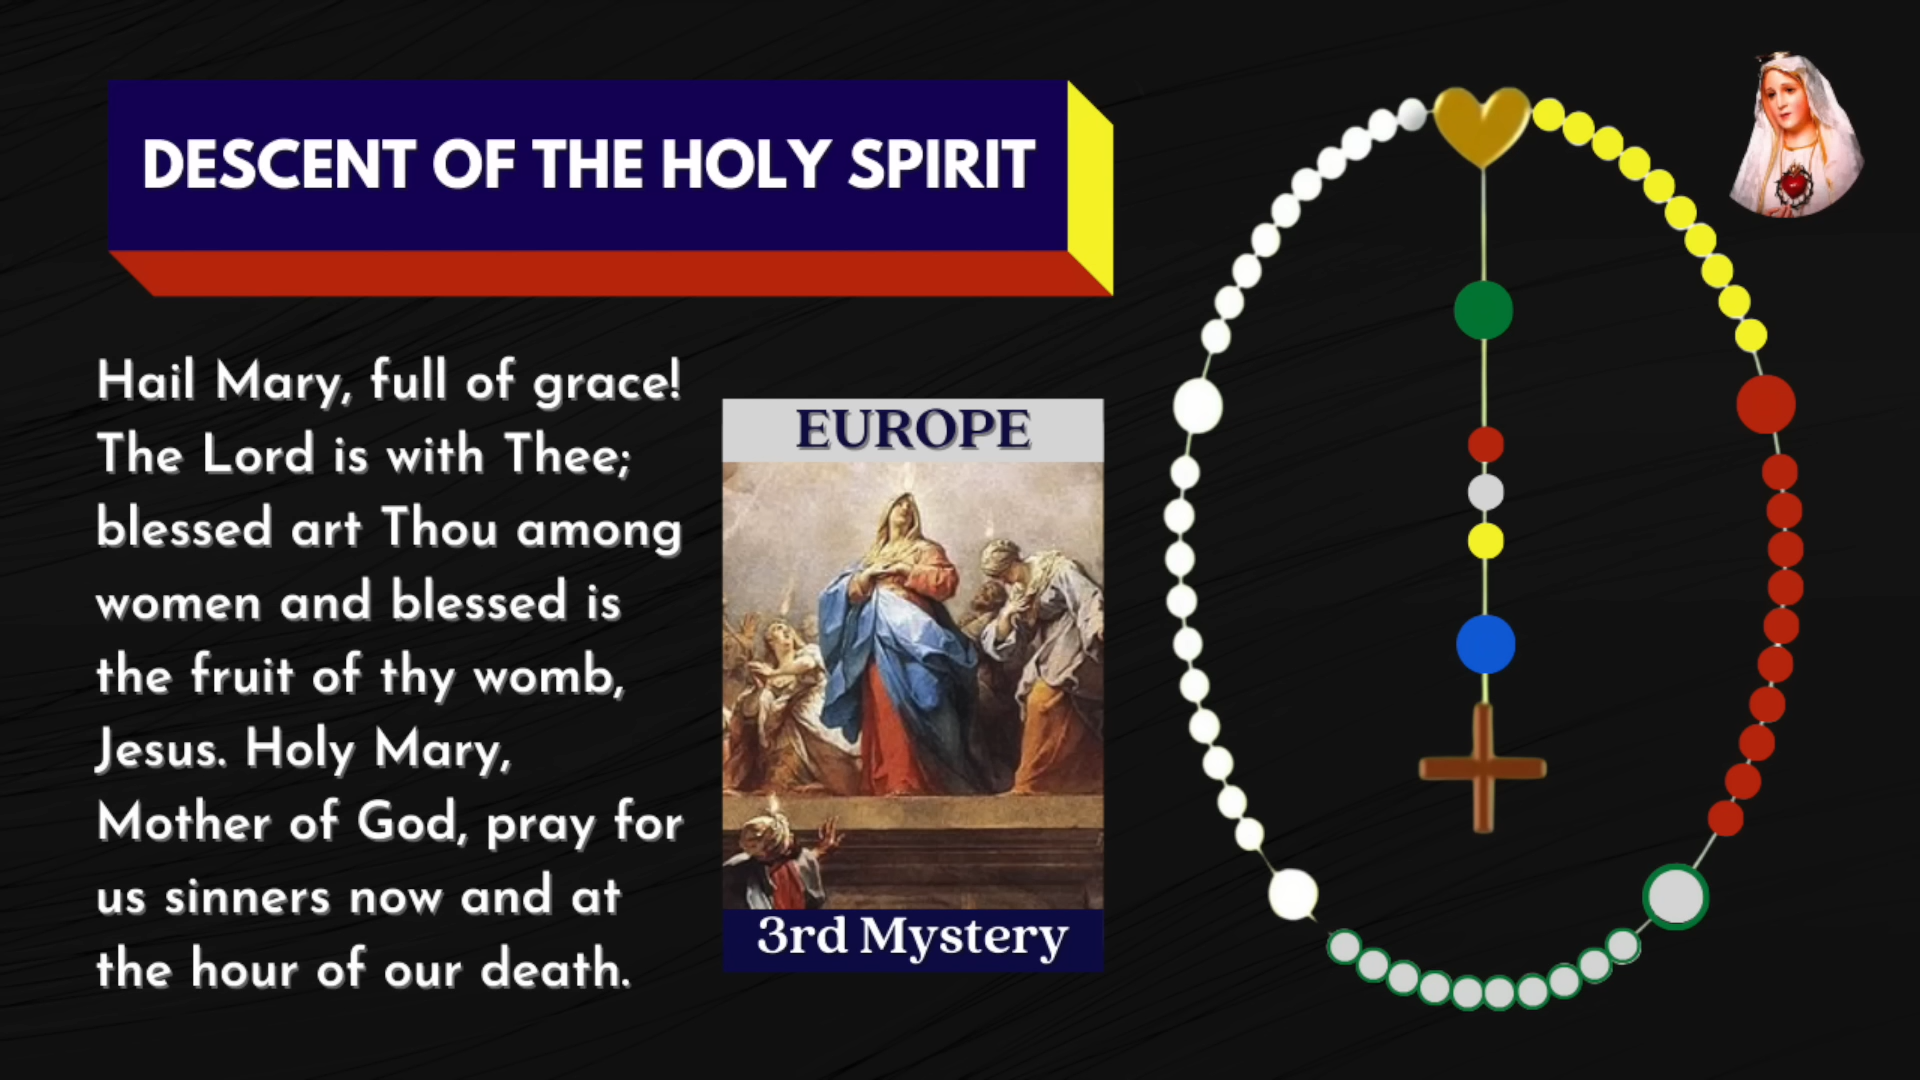 DESCENT OF THE HOLY SPIRIT
Hail Mary, full of grace!
The Lord is with Thee;
blessed art Thou among
women and blessed is
the fruit of thy womb,
Jesus. Holy Mary,
Mother of God, pray for
us sinners now and at
the hour of our death.
EUROPE
3rd Mystery